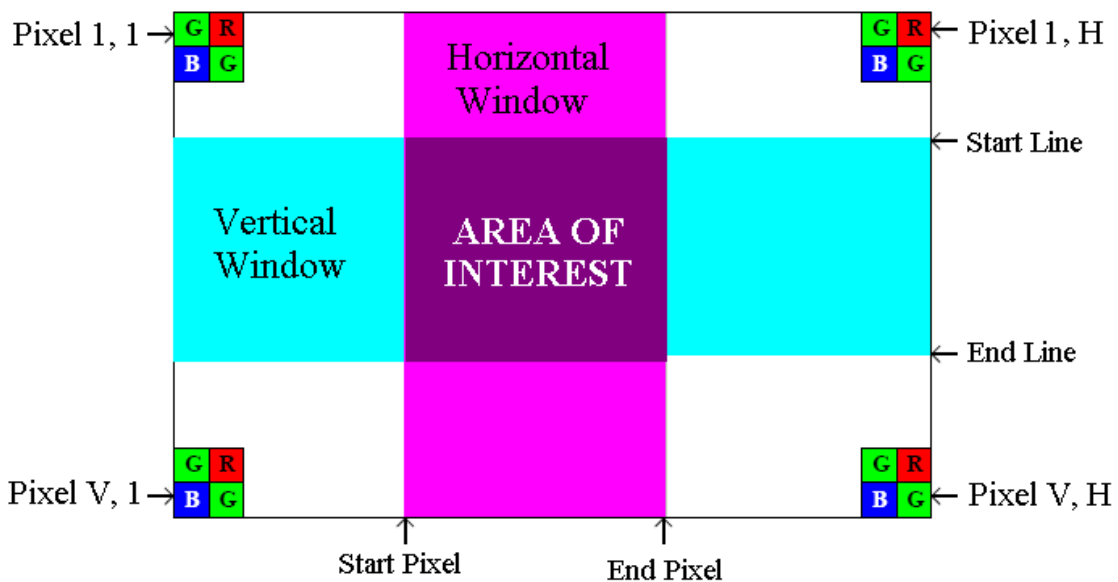 Pixel 1, 1
G R
B G
Horizontal
Window
G R
B G
Pixel 1, H
Start Line
Vertical
Window
AREA OF
INTEREST
End Line
Pixel V, 1
G R
B G
G R
B G
Pixel V, H
Start Pixel
End Pixel